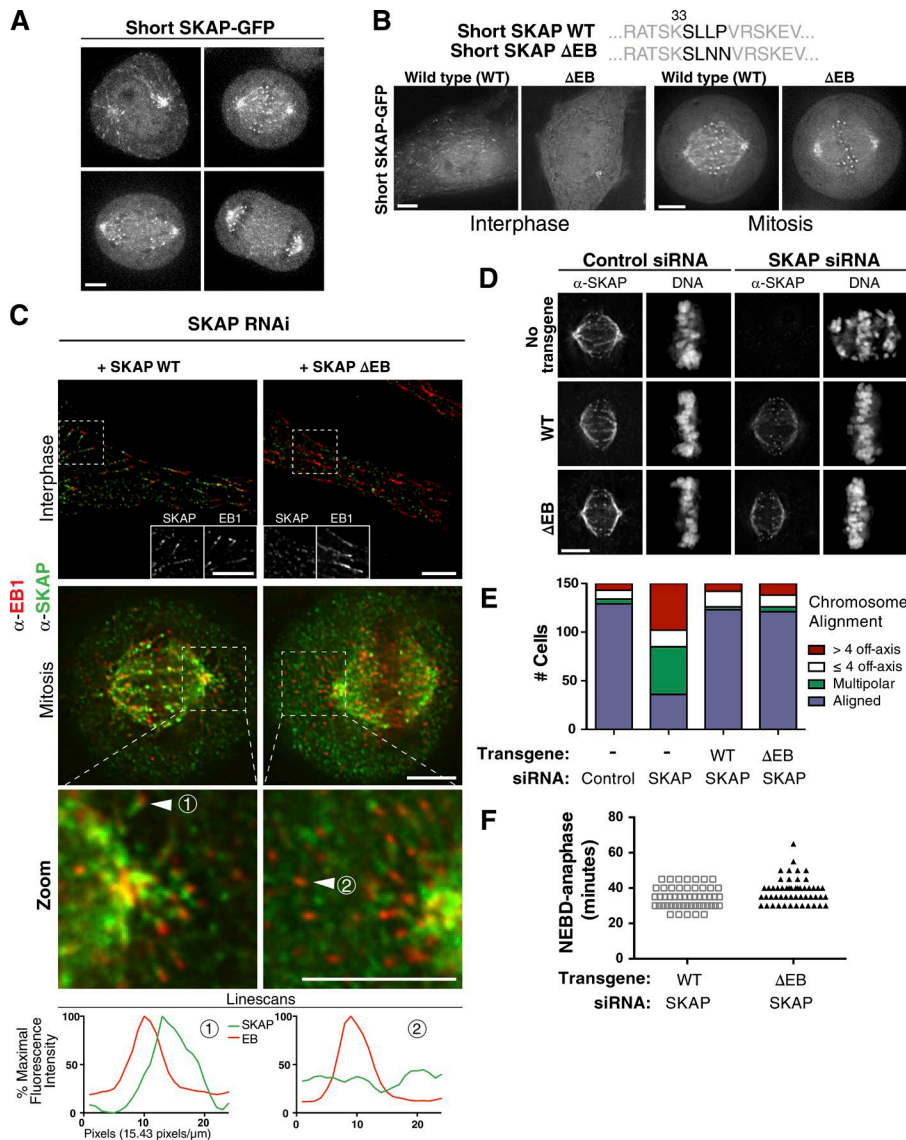 A
Short SKAP-GFP
B
33
Short SKAP WT ...RATSKSLLPVRSKEV...
Short SKAP ΔEB ...RATSKSLNNVRSKEV...
Wild type (WT) ΔEB Wild type (WT) ΔEB
Short SKAP-GFP
Interphase Mitosis
C
SKAP RNAi
+ SKAP WT + SKAP ΔEB
α-EB1
α-SKAP
Interphase
SKAP EB1 SKAP EB1
Mitosis
Zoom
①
②
Linescans
% Maximal
Fluorescence
Intensity
100
50
0
① SKAP
EB
0 10 20
Pixels (15.43 pixels/μm)
100
50
0
②
0 10 20
D
Control siRNA SKAP siRNA
α-SKAP DNA α-SKAP DNA
No
transgene
WT
ΔEB
E
# Cells
150
100
50
0
Chromosome
Alignment
> 4 off-axis
≤ 4 off-axis
Multipolar
Aligned
Transgene: - - WT ΔEB
siRNA: Control SKAP SKAP SKAP
F
NEBD-anaphase
(minutes)
80
60
40
20
0
Transgene: WT ΔEB
siRNA: SKAP SKAP